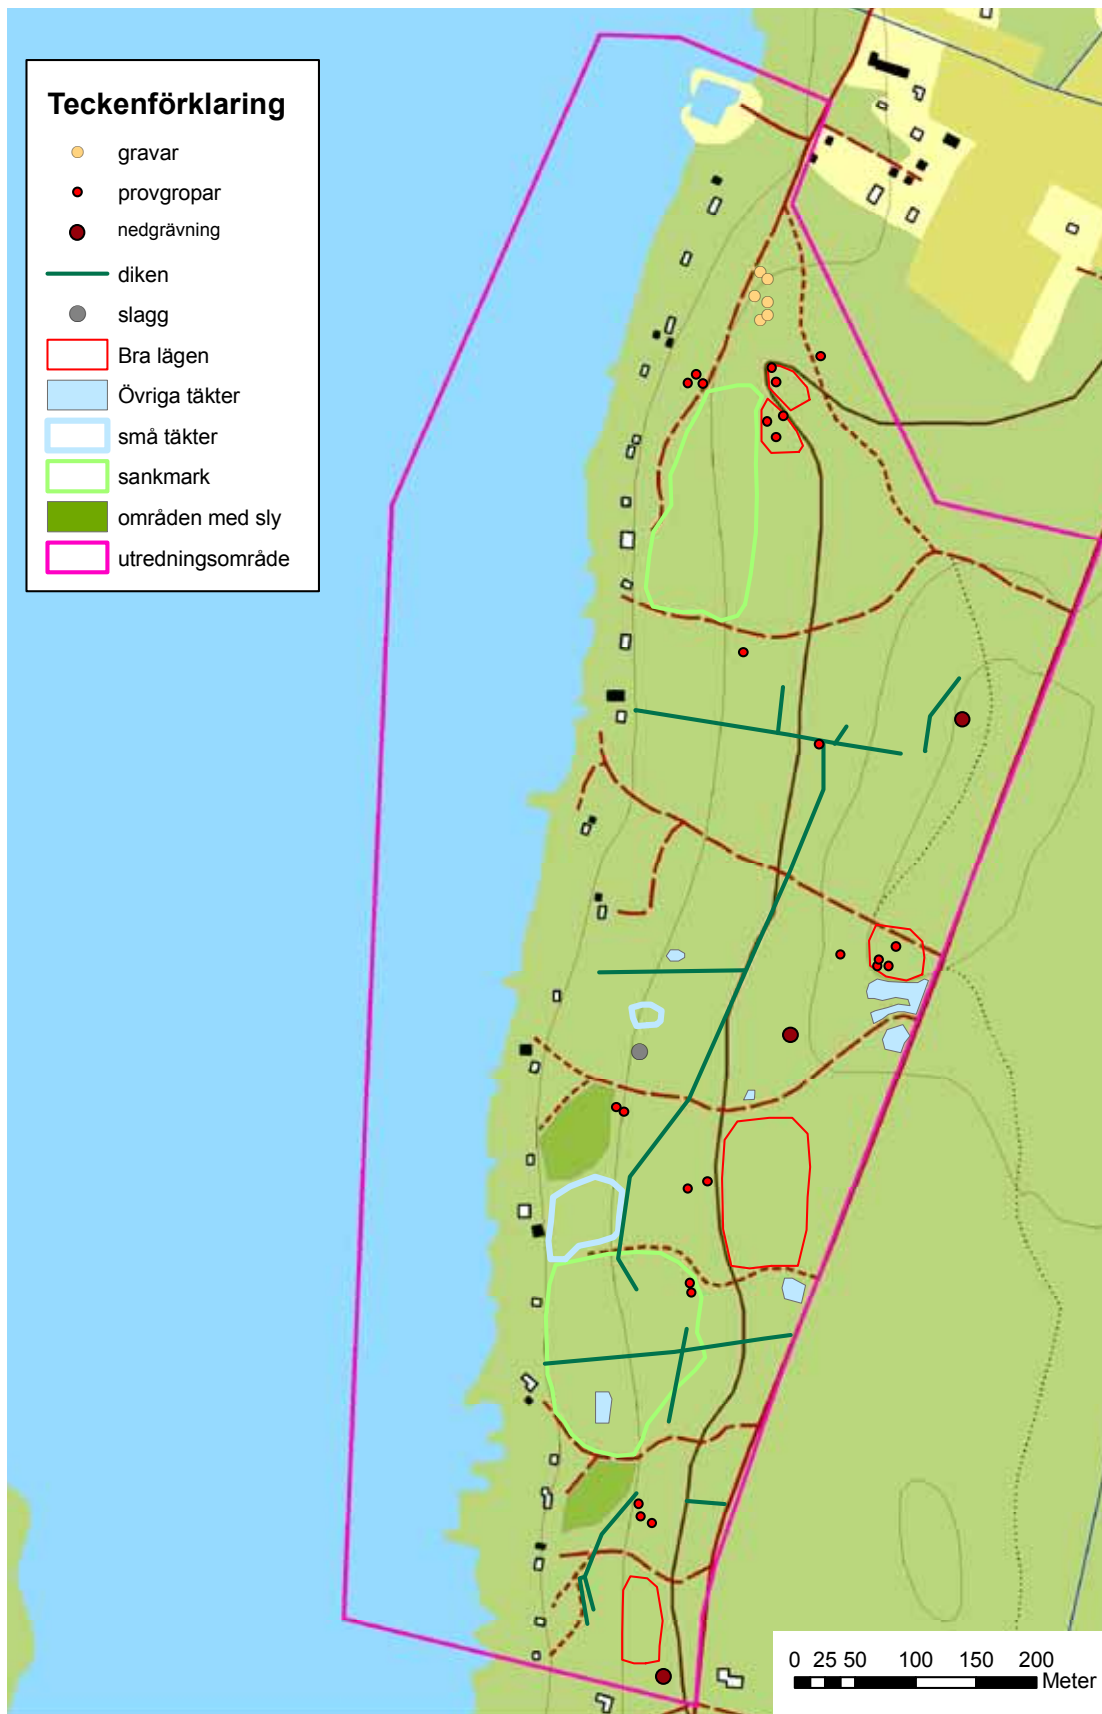 Teckenförklaring
gravar
provgropar
nedgrävning
diken
slagg
Bra lägen
Övriga täkter
små täkter
sankmark
områden med sly
utredningsområde
0 25 50 100 150 200
Meter